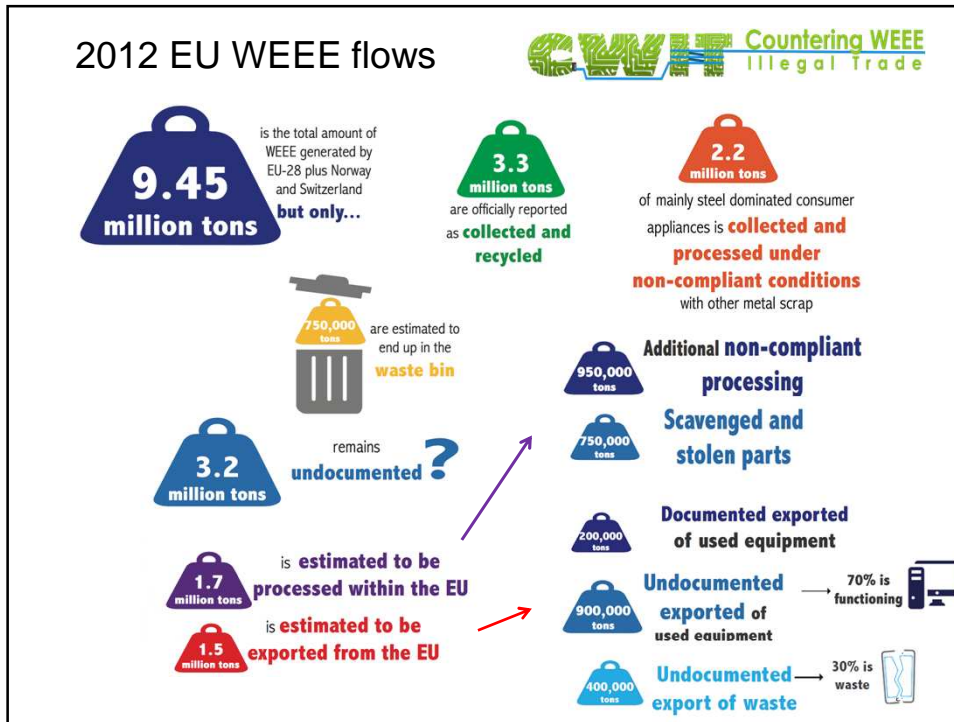 2012 EU WEEE flows
CWIT
Countering WEEE
Illegal Trade
9.45
million tons
is the total amount of
WEEE generated by
EU-28 plus Norway
and Switzerland
but only...
3.3
million tons
are officially reported
as collected and
recycled
2.2
million tons
of mainly steel dominated consumer
appliances is collected and
processed under
non-compliant conditions
with other metal scrap
750,000
tons
are estimated to
end up in the
waste bin
3.2
million tons
remains
undocumented ?
1.7
million tons
is estimated to be
processed within the EU
1.5
million tons
is estimated to be
exported from the EU
950,000
tons
Additional non-compliant
processing
750,000
tons
Scavenged and
stolen parts
200,000
tons
Documented exported
of used equipment
900,000
tons
Undocumented
exported of
used equipment
70% is
functioning
400,000
tons
Undocumented
export of waste
30% is
waste